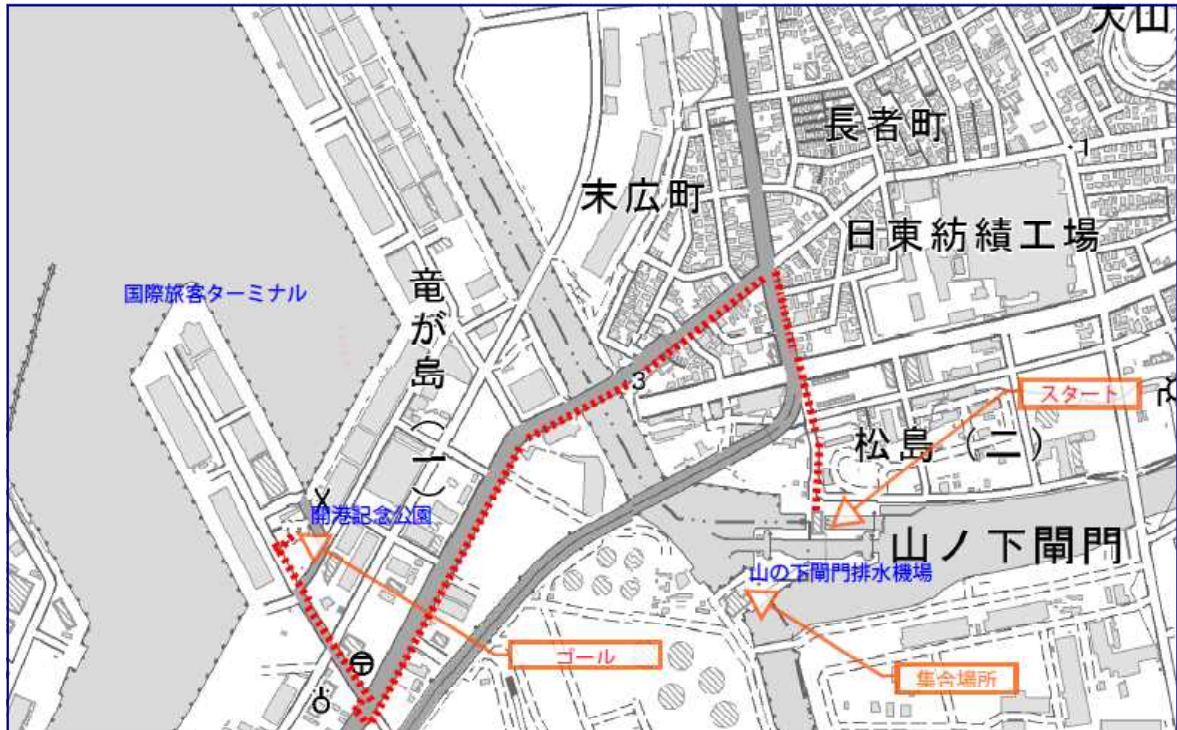 大山
長者町
末広町
日東紡績工場
国際旅客ターミナル
竜が島(一)
3
1
スタート
松島(二)
開港記念公園
山ノ下閘門
山の下閘門排水機場
ゴール
集合場所